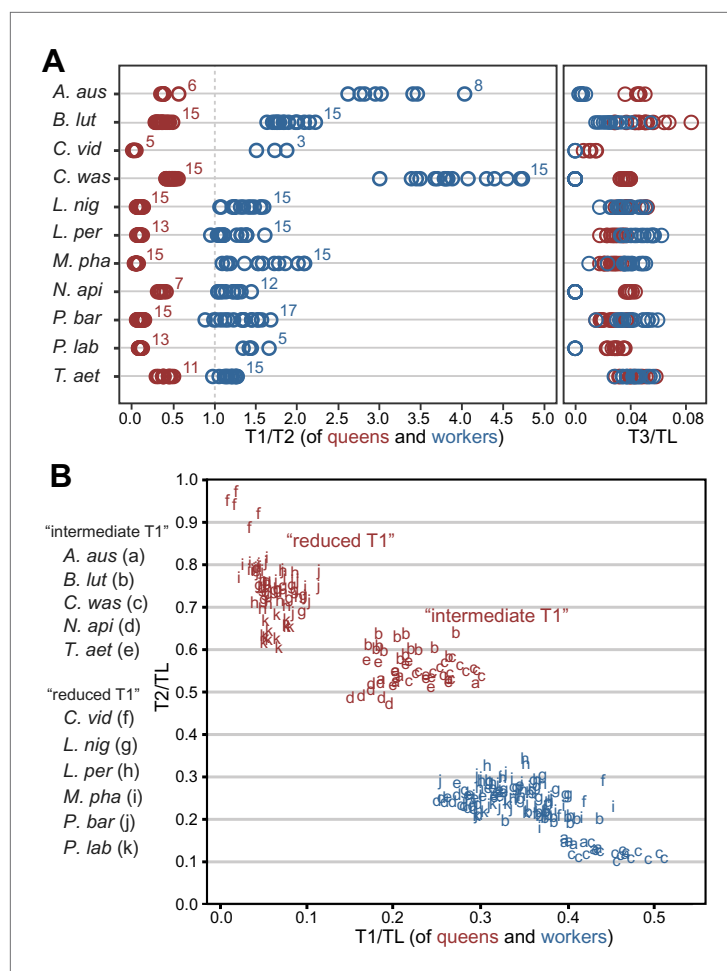 A
A. aus
6
8
B. lut
15
15
C. vid
5
3
C. was
15
15
L. nig
15
15
L. per
13
15
M. pha
15
15
N. api
7
12
P. bar
15
17
P. lab
13
5
T. aet
11
15
0.0 0.5 1.0 1.5 2.0 2.5 3.0 3.5 4.0 4.5 5.0
0.00 0.04 0.08
T1/T2 (of queens and workers)
T3/TL
B
1.0
0.9
0.8
0.7
0.6
0.5
0.4
0.3
0.2
0.1
0.0
T2/TL
“intermediate T1”
A. aus (a)
B. lut (b)
C. was (c)
N. api (d)
T. aet (e)
“reduced T1”
C. vid (f)
L. nig (g)
L. per (h)
M. pha (i)
P. bar (j)
P. lab (k)
“reduced T1”
“intermediate T1”
0.0 0.1 0.2 0.3 0.4 0.5
T1/TL (of queens and workers)